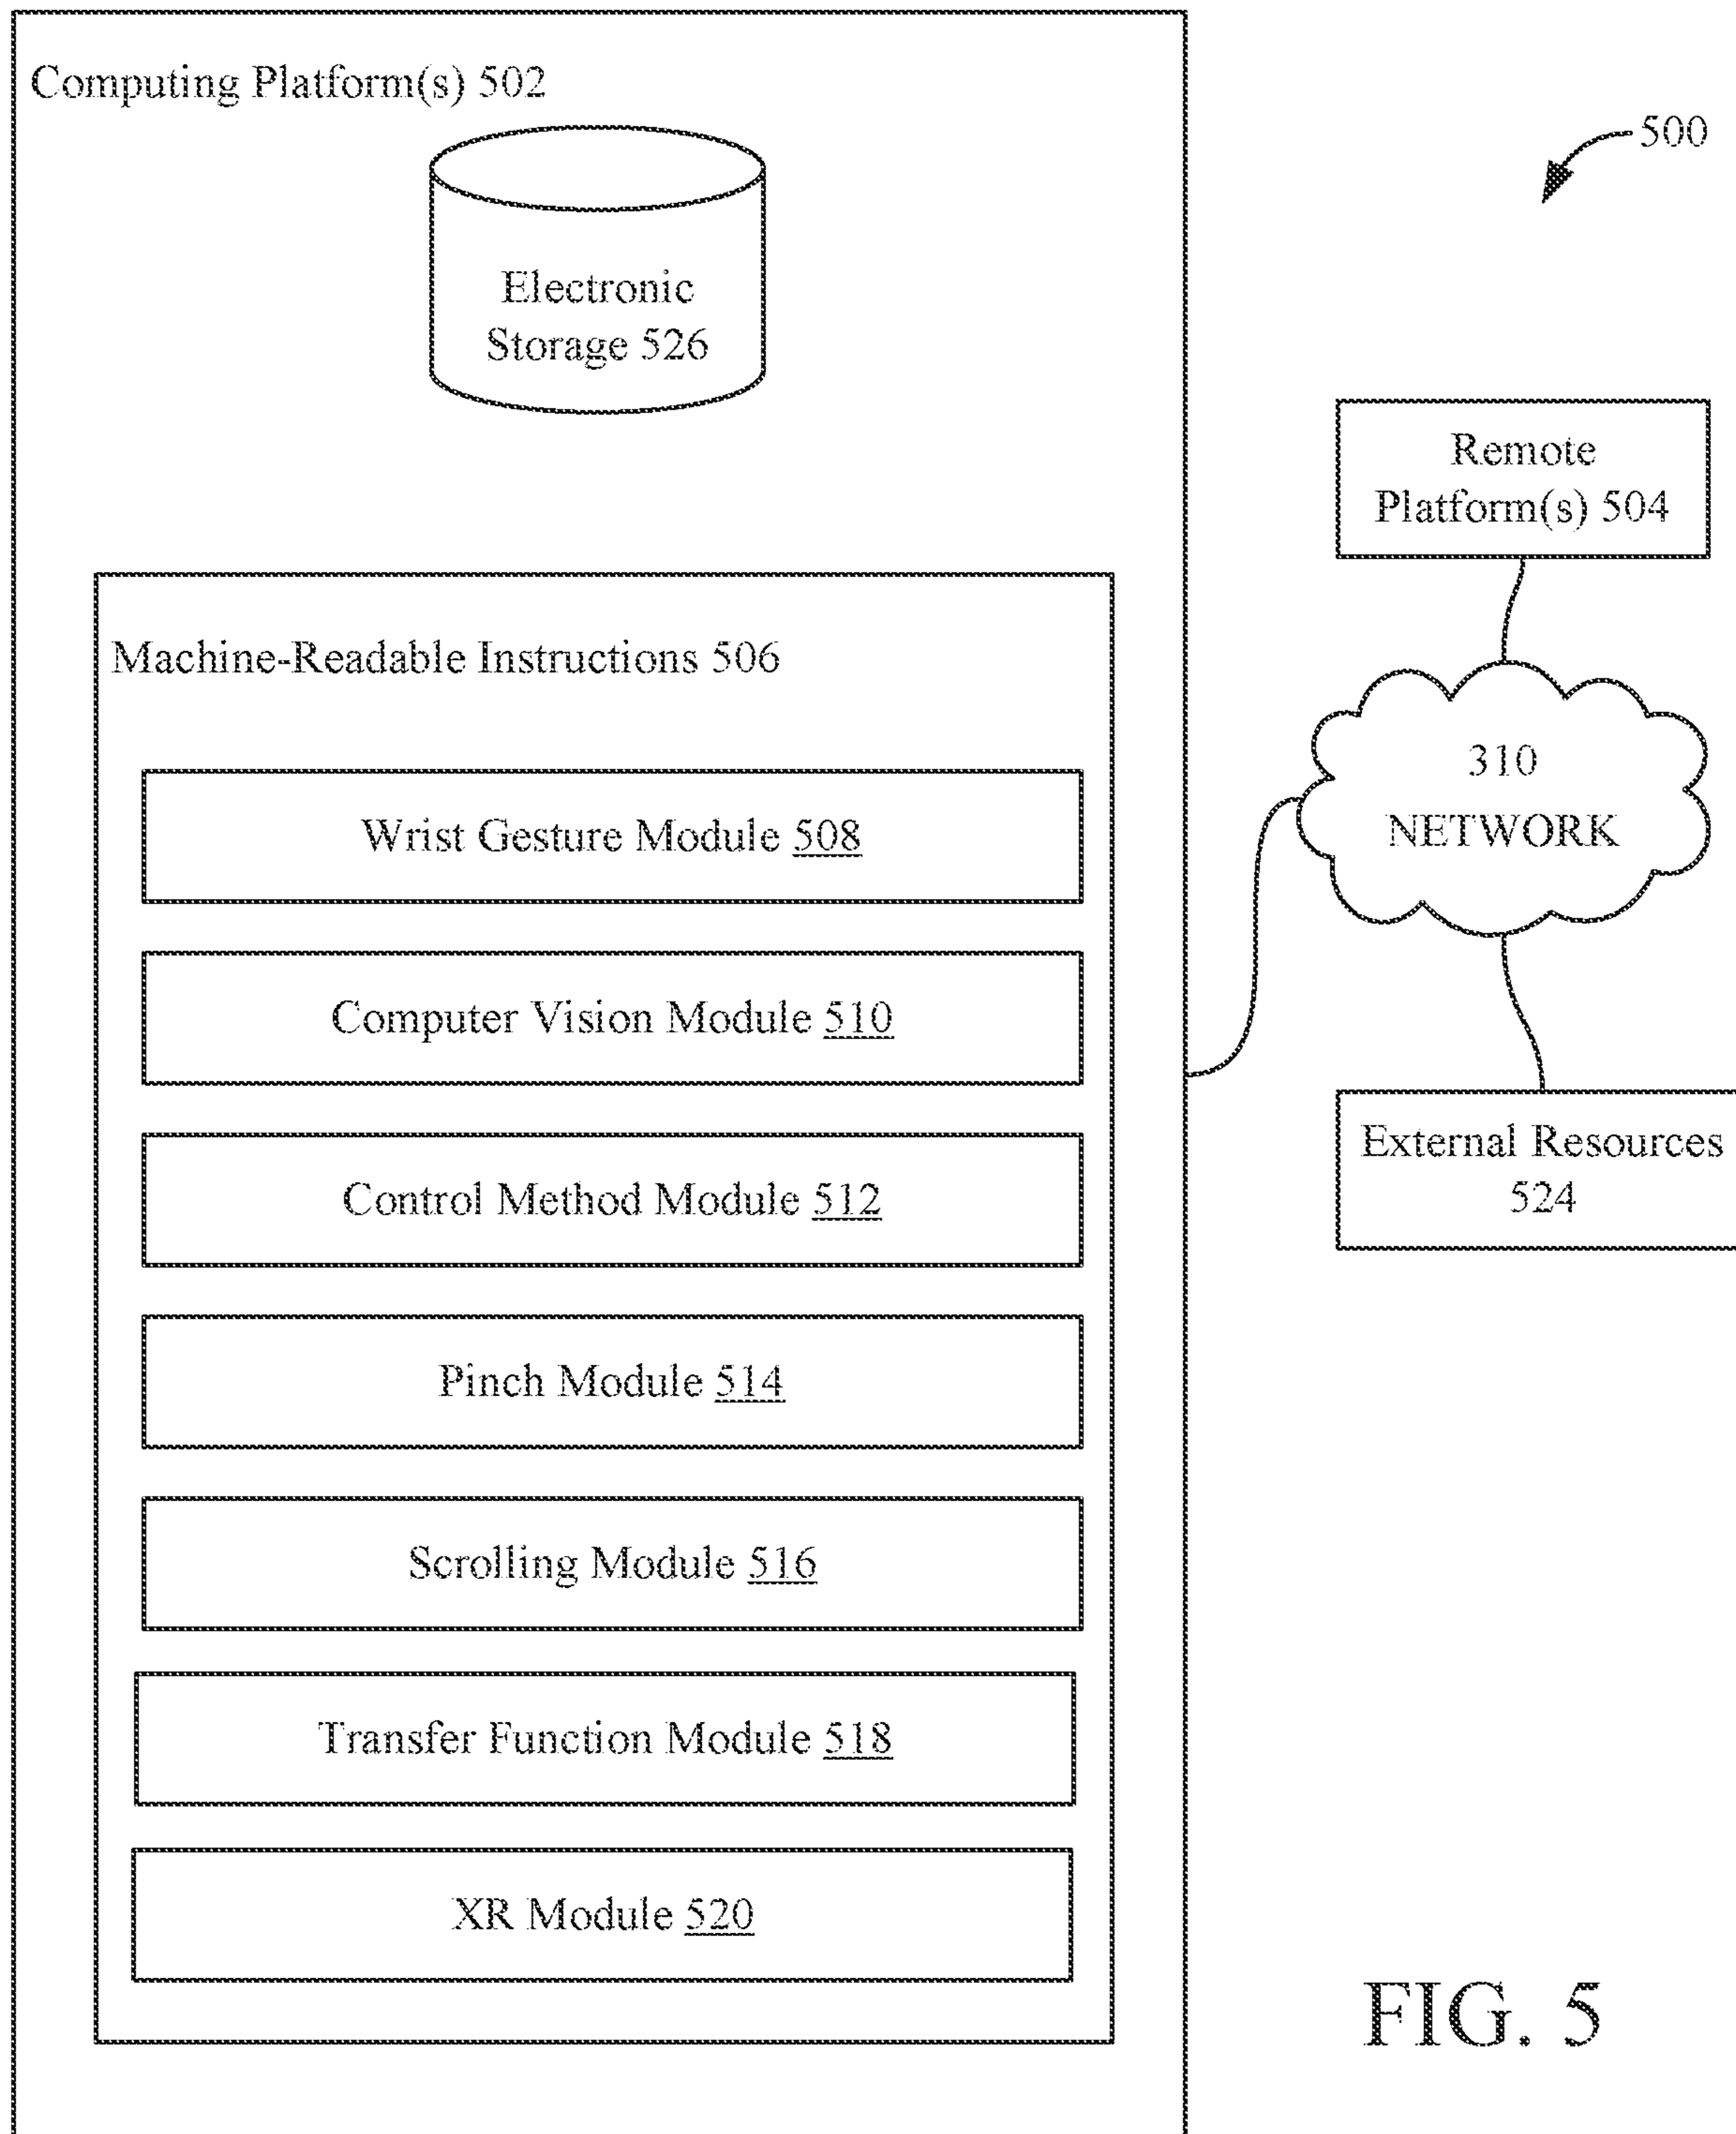 Computing Platform(s) 502
500
Electronic
Storage 526
Remote
Platform(s) 504
Machine-Readable Instructions 506
310
NETWORK
Wrist Gesture Module 508
Computer Vision Module 510
Control Method Module 512
External Resources
524
Pinch Module 514
Scrolling Module 516
Transfer Function Module 518
XR Module 520
FIG. 5